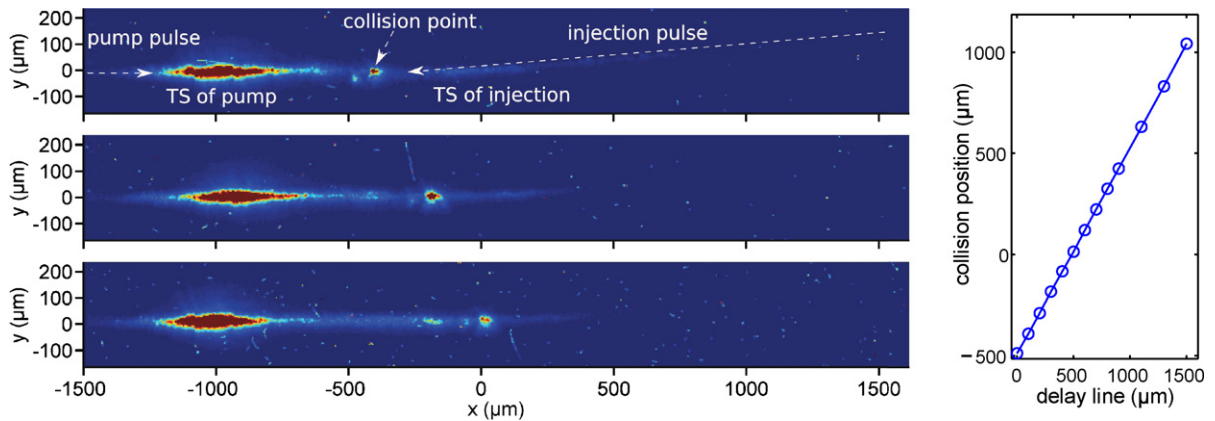 collision point
pump pulse
injection pulse
TS of pump
TS of injection
y (µm)
200
100
0
-100
y (µm)
200
100
0
-100
y (µm)
200
100
0
-100
-1500
-1000
-500
0
500
1000
1500
x (µm)
collision position (µm)
1000
500
0
−500
0
500
1000
1500
delay line (µm)